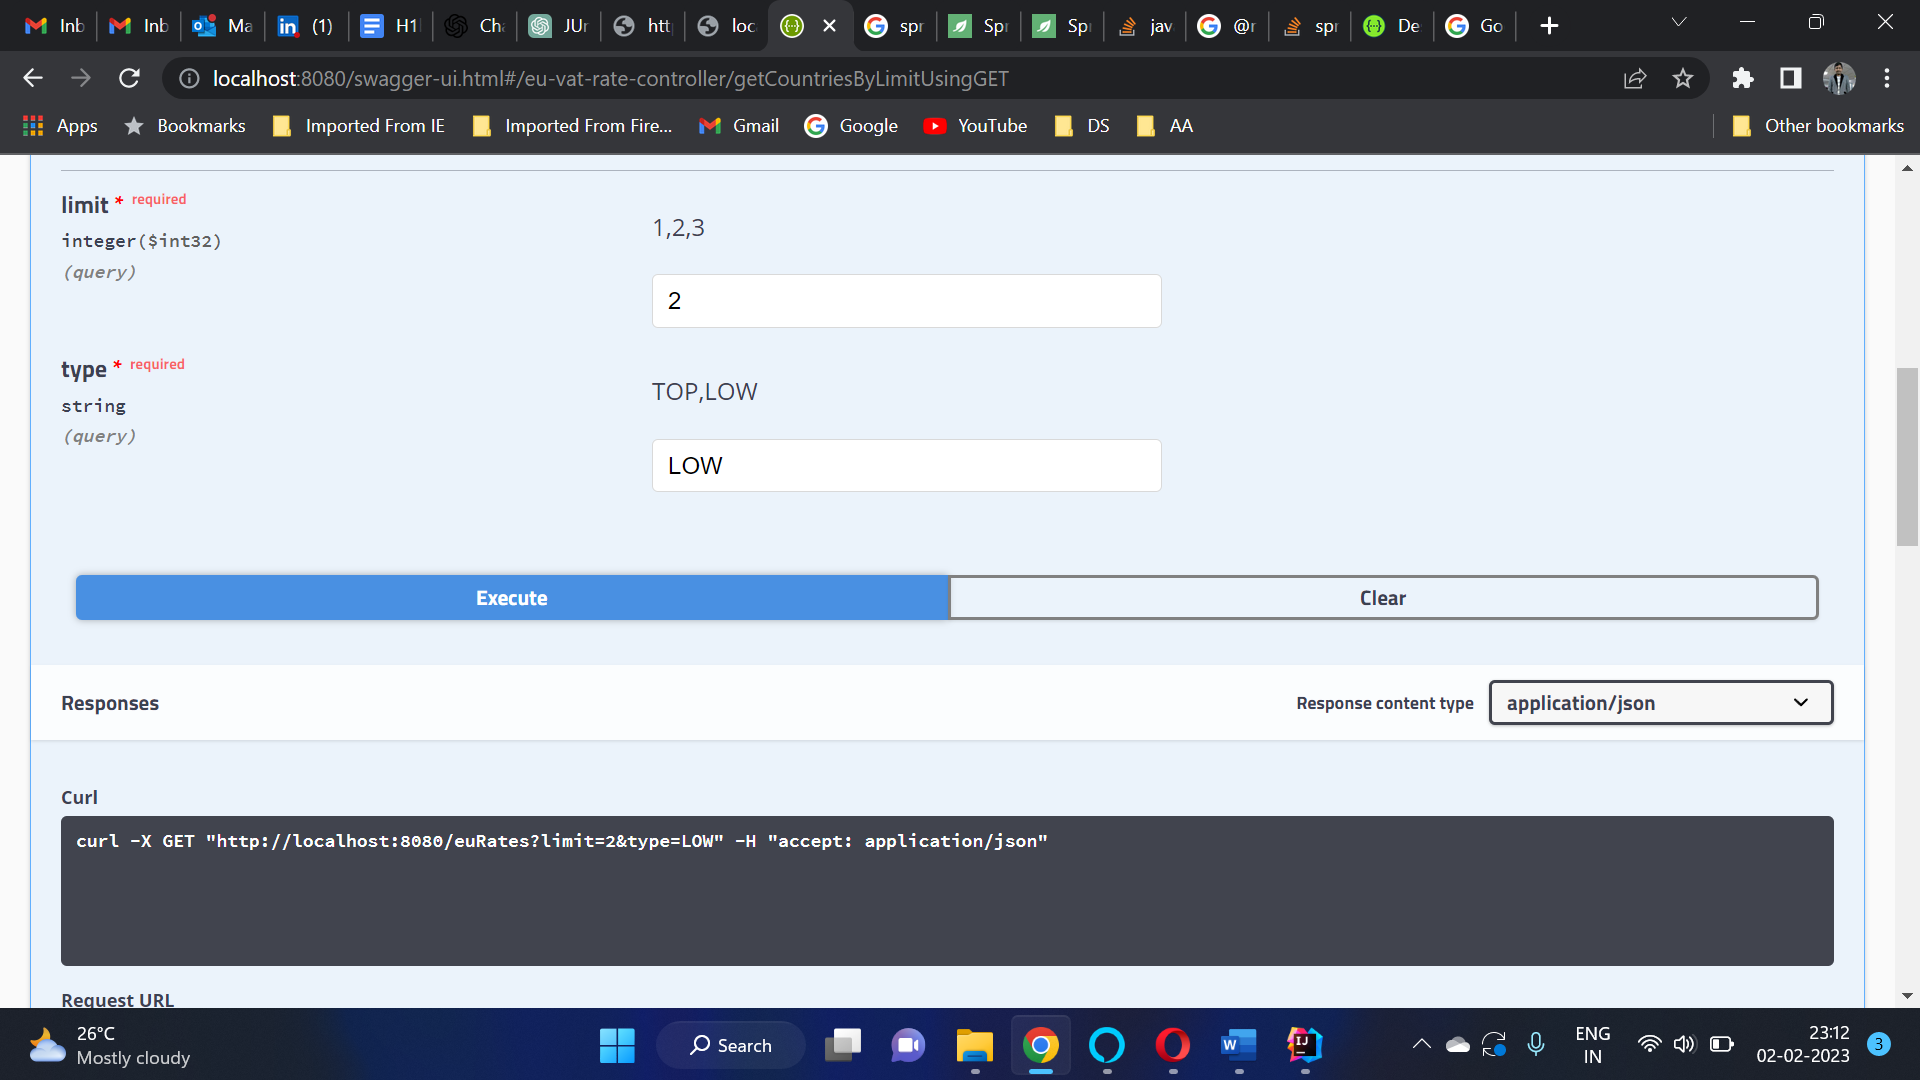 Inb
Inb
Ma
(1)
H1
Ch
JUr
htt
loc
spr
Spr
Sp
jav
@r
spr
De
Go
localhost:8080/swagger-ui.html#/eu-vat-rate-controller/getCountriesByLimitUsingGET
Apps
Bookmarks
Imported From IE
Imported From Fire...
Gmail
Google
YouTube
DS
AA
Other bookmarks
limit * required
integer($int32)
(query)
1,2,3
2
type * required
string
(query)
TOP,LOW
LOW
Execute
Clear
Responses
Response content type
application/json
Curl
curl -X GET "http://localhost:8080/euRates?limit=2&type=LOW" -H "accept: application/json"
Request URL
26°C
Mostly cloudy
Search
ENG
IN
23:12
02-02-2023
3